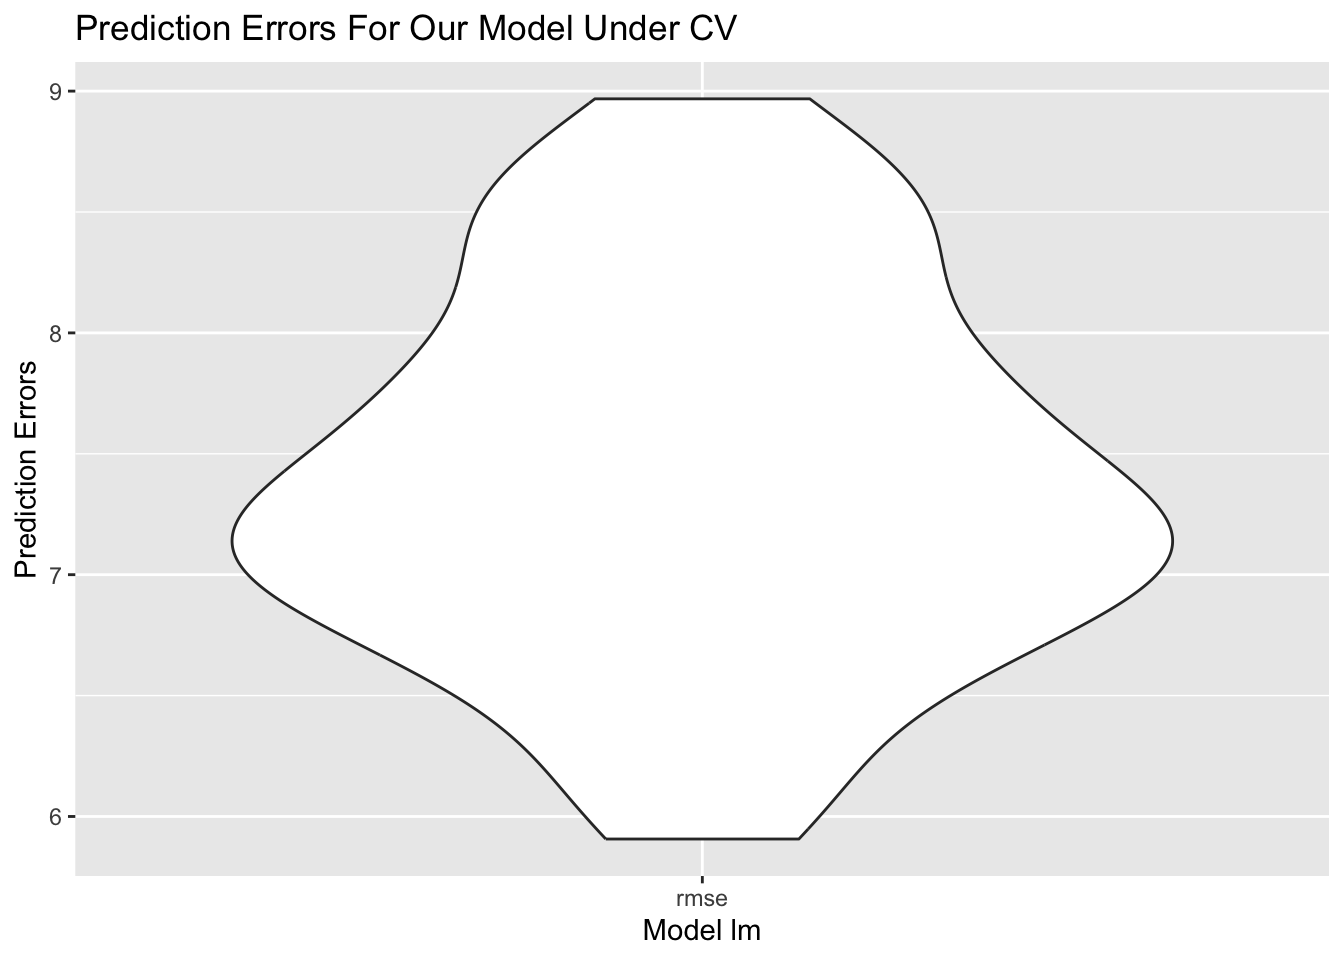 Prediction Errors For Our Model Under CV
9
8
7
6
Prediction Errors
rmse
Model lm